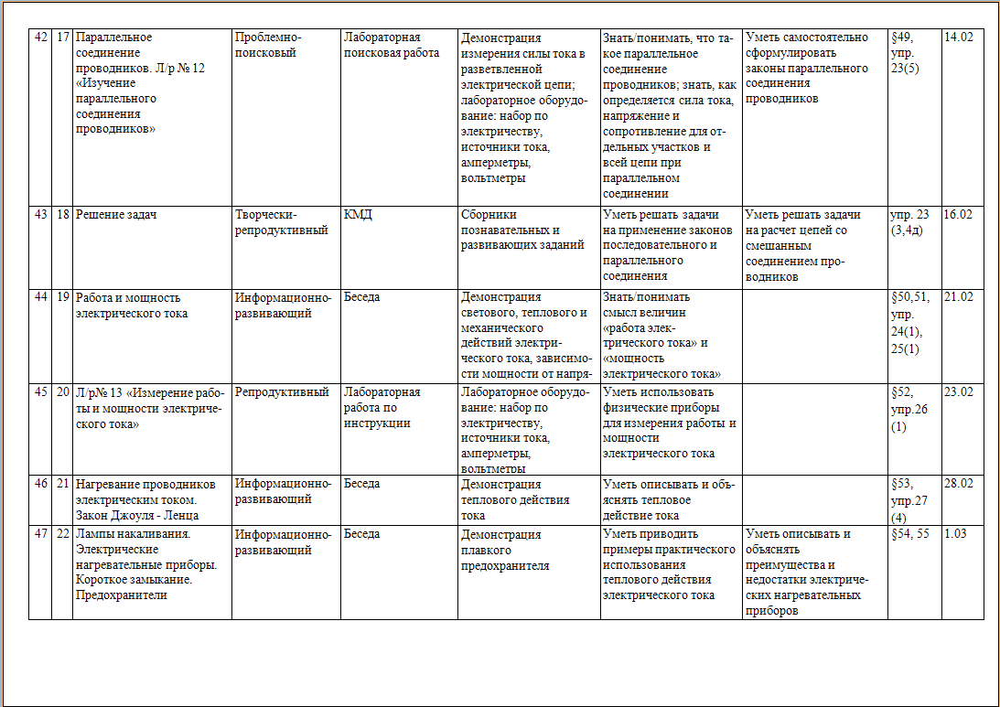 42
17
Параллельное
соединение
проводников. Л/р № 12
«Изучение
параллельного
соединения
проводников»
Проблемно-
поисковый
Лабораторная
поисковая работа
Демонстрация
измерения силы тока в
разветвленной
электрической цепи;
лабораторное оборудо-
вание: набор по
электричеству,
источники тока,
амперметры,
вольтметры
Знать/понимать, что та-
кое параллельное
соединение
проводников; знать, как
определяется сила тока,
напряжение и
сопротивление для от-
дельных участков и
всей цепи при
параллельном
соединении
Уметь самостоятельно
сформулировать
законы параллельного
соединения
проводников
§49,
упр.
23(5)
14.02
43
18
Решение задач
Творчески-
репродуктивный
КМД
Сборники
познавательных и
развивающих заданий
Уметь решать задачи
на применение законов
последовательного и
параллельного
соединения
Уметь решать задачи
на расчет цепей со
смешанным
соединением про-
водников
упр. 23
(3,4д)
16.02
44
19
Работа и мощность
электрического тока
Информационно-
развивающий
Беседа
Демонстрация
светового, теплового и
механического
действий электри-
ческого тока, зависимо-
сти мощности от напря-
Знать/понимать
смысл величин
«работа элек-
трического тока» и
«мощность
электрического тока»
§50,51,
упр.
24(1),
25(1)
21.02
45
20
Л/р№ 13 «Измерение рабо-
ты и мощности электриче-
ского тока»
Репродуктивный
Лабораторная
работа по
инструкции
Лабораторное оборудо-
вание: набор по
электричеству,
источники тока,
амперметры,
вольтметры
Уметь использовать
физические приборы
для измерения работы и
мощности
электрического тока
§52,
упр.26
(1)
23.02
46
21
Нагревание проводников
электрическим током.
Закон Джоуля - Ленца
Информационно-
развивающий
Беседа
Демонстрация
теплового действия
тока
Уметь описывать и объ-
яснять тепловое
действие тока
§53,
упр.27
(4)
28.02
47
22
Лампы накаливания.
Электрические
нагревательные приборы.
Короткое замыкание.
Предохранители
Информационно-
развивающий
Беседа
Демонстрация
плавкого
предохранителя
Уметь приводить
примеры практического
использования
теплового действия
электрического тока
Уметь описывать и
объяснять
преимущества и
недостатки электриче-
ских нагревательных
приборов
§54, 55
1.03